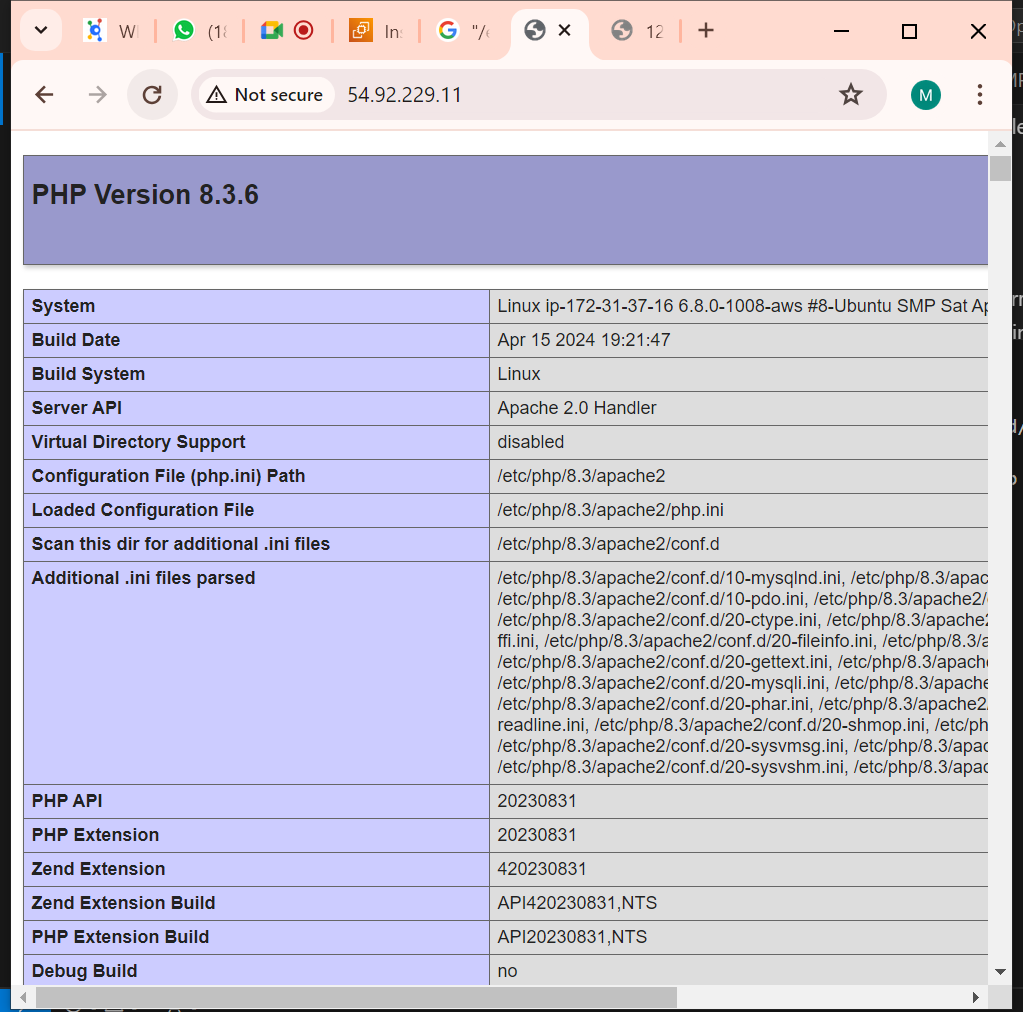 W
(18
In
"/
12
Not secure
54.92.229.11
M
PHP Version 8.3.6
System Linux ip-172-31-37-16 6.8.0-1008-aws #8-Ubuntu SMP Sat Ap
Build Date Apr 15 2024 19:21:47
Build System Linux
Server API Apache 2.0 Handler
Virtual Directory Support disabled
Configuration File (php.ini) Path /etc/php/8.3/apache2
Loaded Configuration File /etc/php/8.3/apache2/php.ini
Scan this dir for additional .ini files /etc/php/8.3/apache2/conf.d
Additional .ini files parsed /etc/php/8.3/apache2/conf.d/10-mysqlnd.ini, /etc/php/8.3/apac
/etc/php/8.3/apache2/conf.d/10-pdo.ini, /etc/php/8.3/apache2/
/etc/php/8.3/apache2/conf.d/20-ctype.ini, /etc/php/8.3/apache2
ffi.ini, /etc/php/8.3/apache2/conf.d/20-fileinfo.ini, /etc/php/8.3/a
/etc/php/8.3/apache2/conf.d/20-gettext.ini, /etc/php/8.3/apach
/etc/php/8.3/apache2/conf.d/20-mysqli.ini, /etc/php/8.3/apache
/etc/php/8.3/apache2/conf.d/20-phar.ini, /etc/php/8.3/apache2
readline.ini, /etc/php/8.3/apache2/conf.d/20-shmop.ini, /etc/ph
/etc/php/8.3/apache2/conf.d/20-sysvmsg.ini, /etc/php/8.3/apac
/etc/php/8.3/apache2/conf.d/20-sysvshm.ini, /etc/php/8.3/apac
PHP API 20230831
PHP Extension 20230831
Zend Extension 420230831
Zend Extension Build API420230831,NTS
PHP Extension Build API20230831,NTS
Debug Build no